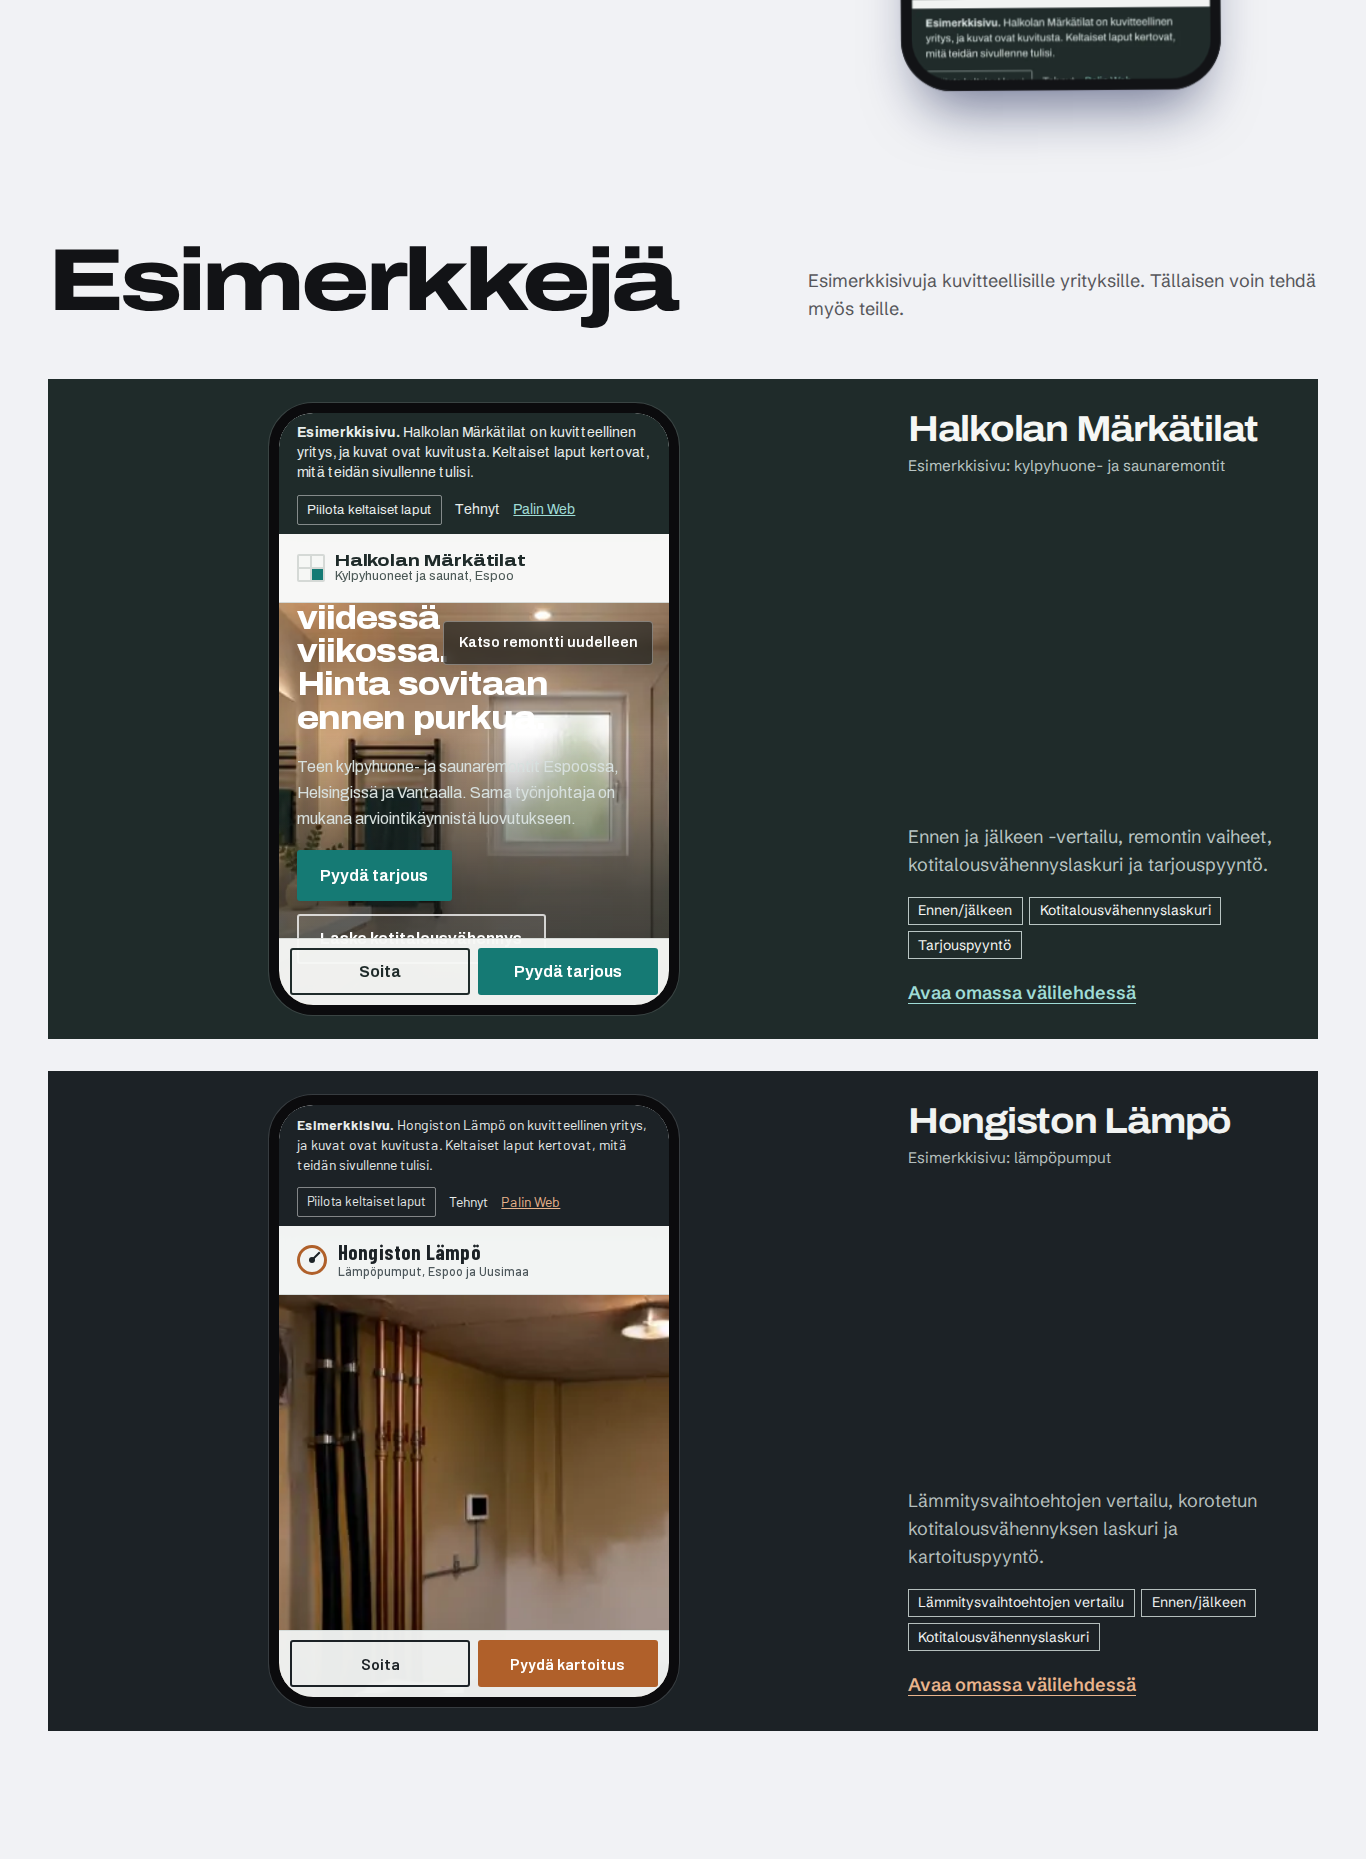 Esimerkkisivu. Halkolan Märkätilat on kuvitteellinen
yritys, ja kuvat ovat kuvitusta. Keltaiset laput kertovat,
mitä teidän sivullenne tulisi.
Esimerkkejä
Esimerkkisivuja kuvitteellisille yrityksille. Tällaisen voin tehdä
myös teille.
Esimerkkisivu. Halkolan Märkätilat on kuvitteellinen
yritys, ja kuvat ovat kuvitusta. Keltaiset laput kertovat,
mitä teidän sivullenne tulisi.
Piilota keltaiset laput Tehnyt Palin Web
Halkolan Märkätilat
Kylpyhuoneet ja saunat, Espoo
viidessä
viikossa.
Katso remontti uudelleen
Hinta sovitaan
ennen purkua.
Teen kylpyhuone- ja saunaremontit Espoossa,
Helsingissä ja Vantaalla. Sama työnjohtaja on
mukana arviointikäynnistä luovutukseen.
Pyydä tarjous
Laske kotitalousvähennys
Soita
Pyydä tarjous
Halkolan Märkätilat
Esimerkkisivu: kylpyhuone- ja saunaremontit
Ennen ja jälkeen -vertailu, remontin vaiheet,
kotitalousvähennyslaskuri ja tarjouspyyntö.
Ennen/jälkeen
Kotitalousvähennyslaskuri
Tarjouspyyntö
Avaa omassa välilehdessä
Esimerkkisivu. Hongiston Lämpö on kuvitteellinen yritys,
ja kuvat ovat kuvitusta. Keltaiset laput kertovat, mitä
teidän sivullenne tulisi.
Piilota keltaiset laput Tehnyt Palin Web
Hongiston Lämpö
Lämpöpumput, Espoo ja Uusimaa
Soita
Pyydä kartoitus
Hongiston Lämpö
Esimerkkisivu: lämpöpumput
Lämmitysvaihtoehtojen vertailu, korotetun
kotitalousvähennyksen laskuri ja
kartoituspyyntö.
Lämmitysvaihtoehtojen vertailu
Ennen/jälkeen
Kotitalousvähennyslaskuri
Avaa omassa välilehdessä